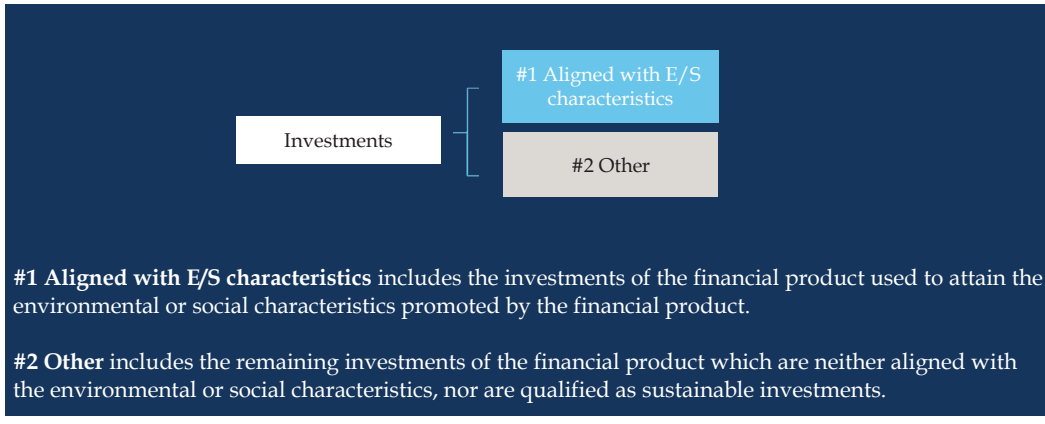 #1 Aligned with E/S
characteristics
Investments
#2 Other
#1 Aligned with E/S characteristics includes the investments of the financial product used to attain the
environmental or social characteristics promoted by the financial product.
#2 Other includes the remaining investments of the financial product which are neither aligned with
the environmental or social characteristics, nor are qualified as sustainable investments.